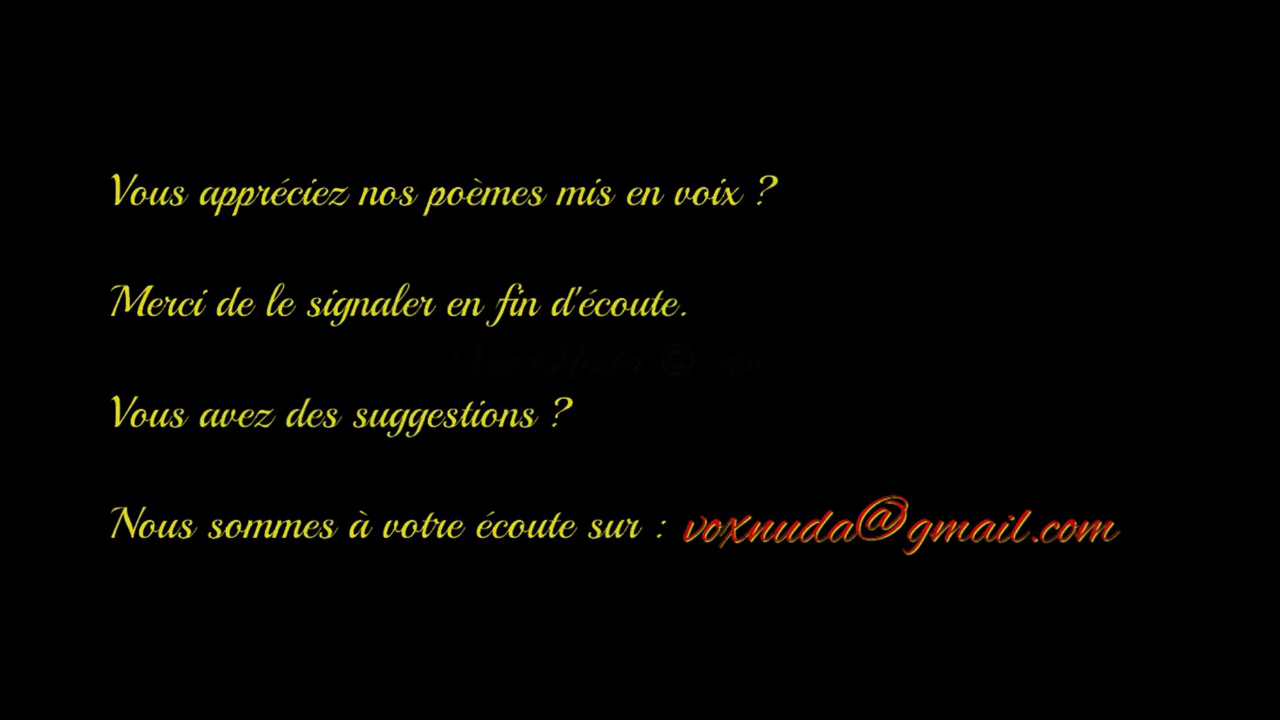 Vous appréciez nos poèmes mis en voix ?
Merci de le signaler en fin d'écoute.
Vous avez des suggestions ?
Nous sommes à votre écoute sur : voxnuda@gmail.com